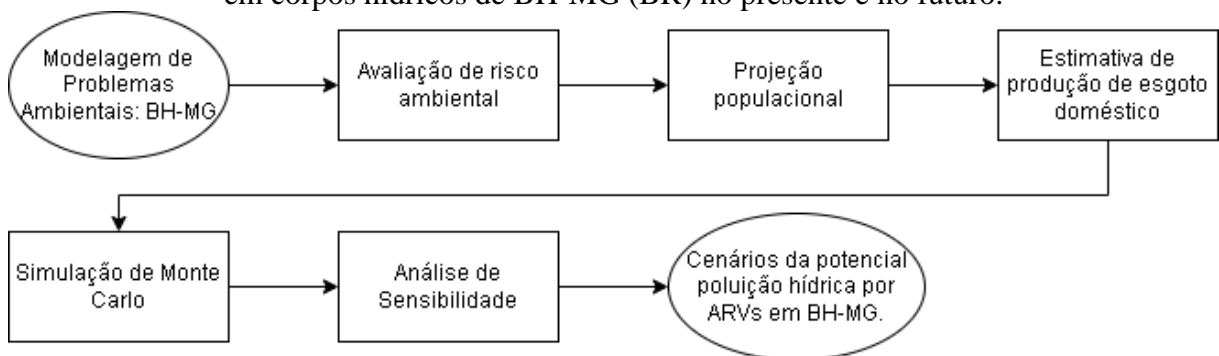 em corpos hídricos de BH-MG (BR) no presente e no futuro.
Modelagem de
Problemas
Ambientais: BH-MG
Avaliação de risco
ambiental
Projeção
populacional
Estimativa de
produção de esgoto
doméstico
Simulação de Monte
Carlo
Análise de
Sensibilidade
Cenários da potencial
poluição hídrica por
ARVs em BH-MG.